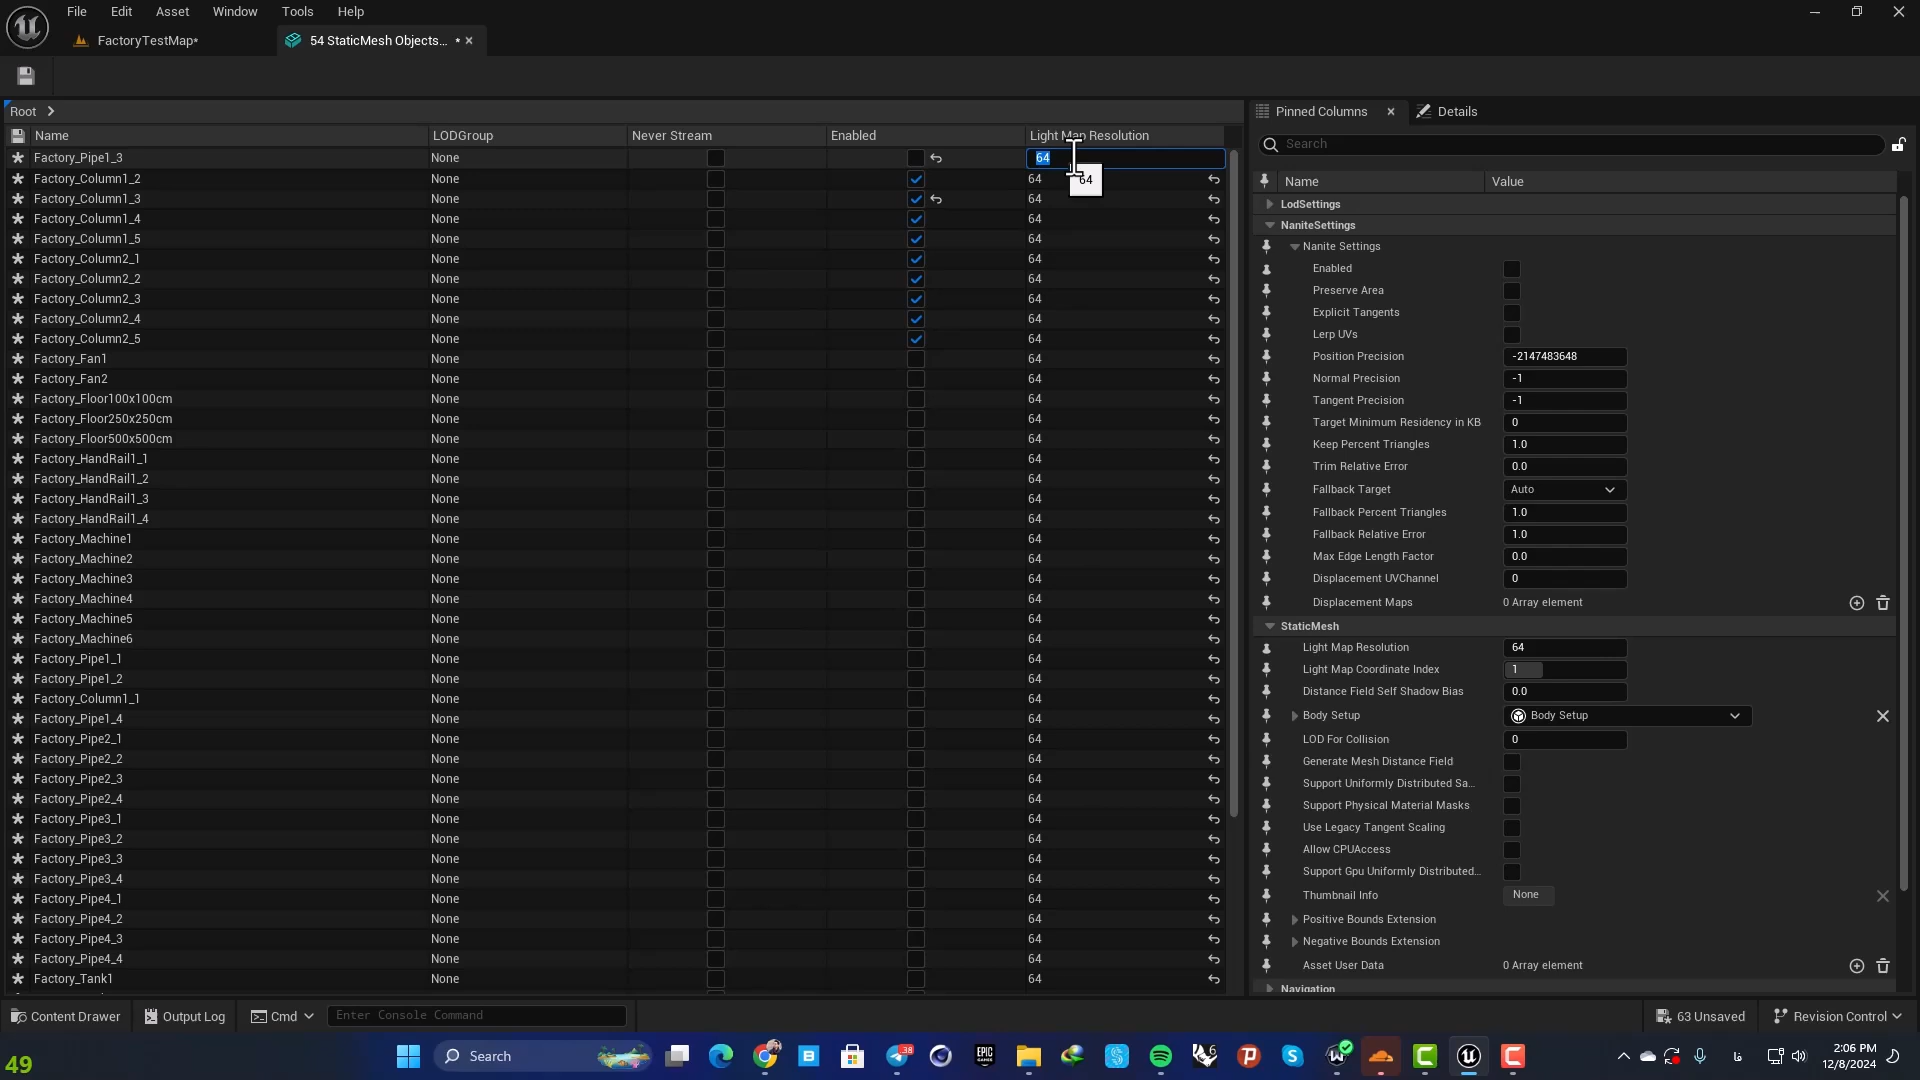 File Edit Asset Window Tools Help
FactoryTestMap* 54 StaticMesh Objects... *
Root
Name LODGroup Never Stream Enabled Light Map Resolution
Factory_Pipe1_3 None 64
64
Factory_Column1_2 None 64
Factory_Column1_3 None 64
Factory_Column1_4 None 64
Factory_Column1_5 None 64
Factory_Column2_1 None 64
Factory_Column2_2 None 64
Factory_Column2_3 None 64
Factory_Column2_4 None 64
Factory_Column2_5 None 64
Factory_Fan1 None 64
Factory_Fan2 None 64
Factory_Floor100x100cm None 64
Factory_Floor250x250cm None 64
Factory_Floor500x500cm None 64
Factory_HandRail1_1 None 64
Factory_HandRail1_2 None 64
Factory_HandRail1_3 None 64
Factory_HandRail1_4 None 64
Factory_Machine1 None 64
Factory_Machine2 None 64
Factory_Machine3 None 64
Factory_Machine4 None 64
Factory_Machine5 None 64
Factory_Machine6 None 64
Factory_Pipe1_1 None 64
Factory_Pipe1_2 None 64
Factory_Column1_1 None 64
Factory_Pipe1_4 None 64
Factory_Pipe2_1 None 64
Factory_Pipe2_2 None 64
Factory_Pipe2_3 None 64
Factory_Pipe2_4 None 64
Factory_Pipe3_1 None 64
Factory_Pipe3_2 None 64
Factory_Pipe3_3 None 64
Factory_Pipe3_4 None 64
Factory_Pipe4_1 None 64
Factory_Pipe4_2 None 64
Factory_Pipe4_3 None 64
Factory_Pipe4_4 None 64
Factory_Tank1 None 64
Pinned Columns Details
Search
Name Value
LodSettings
NaniteSettings
Nanite Settings
Enabled
Preserve Area
Explicit Tangents
Lerp UVs
Position Precision -2147483648
Normal Precision -1
Tangent Precision -1
Target Minimum Residency in KB 0
Keep Percent Triangles 1.0
Trim Relative Error 0.0
Fallback Target Auto
Fallback Percent Triangles 1.0
Fallback Relative Error 1.0
Max Edge Length Factor 0.0
Displacement UVChannel 0
Displacement Maps 0 Array element
StaticMesh
Light Map Resolution 64
Light Map Coordinate Index 1
Distance Field Self Shadow Bias 0.0
Body Setup Body Setup
LOD For Collision 0
Generate Mesh Distance Field
Support Uniformly Distributed Sa...
Support Physical Material Masks
Use Legacy Tangent Scaling
Allow CPUAccess
Support Gpu Uniformly Distributed...
Thumbnail Info None
Positive Bounds Extension
Negative Bounds Extension
Asset User Data 0 Array element
Navigation
Content Drawer Output Log Cmd Enter Console Command 63 Unsaved Revision Control
49 Search EPIC GAMES 38 6 فا 2:06 PM
12/8/2024